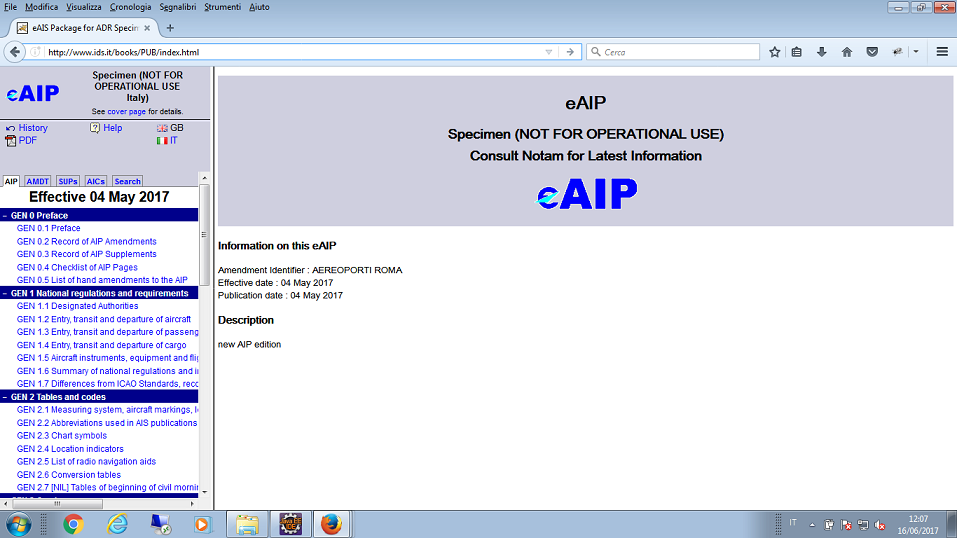 File Modifica Visualizza Cronologia Segnalibri Strumenti Aiuto
eAIS Package for ADR Specin
http://www.ids.it/books/PUB/index.html
Cerca
eAIP
Specimen (NOT FOR
OPERATIONAL USE
Italy)
See cover page for details.
History
Help
GB
PDF
IT
AIP AMDT SUPs AICs Search
Effective 04 May 2017
GEN 0 Preface
GEN 0.1 Preface
GEN 0.2 Record of AIP Amendments
GEN 0.3 Record of AIP Supplements
GEN 0.4 Checklist of AIP Pages
GEN 0.5 List of hand amendments to the AIP
GEN 1 National regulations and requirements
GEN 1.1 Designated Authorities
GEN 1.2 Entry, transit and departure of aircraft
GEN 1.3 Entry, transit and departure of passeng
GEN 1.4 Entry, transit and departure of cargo
GEN 1.5 Aircraft instruments, equipment and flig
GEN 1.6 Summary of national regulations and i
GEN 1.7 Differences from ICAO Standards, reco
GEN 2 Tables and codes
GEN 2.1 Measuring system, aircraft markings,
GEN 2.2 Abbreviations used in AIS publications
GEN 2.3 Chart symbols
GEN 2.4 Location indicators
GEN 2.5 List of radio navigation aids
GEN 2.6 Conversion tables
GEN 2.7 [NIL] Tables of beginning of civil mornin
eAIP
Specimen (NOT FOR OPERATIONAL USE)
Consult Notam for Latest Information
eAIP
Information on this eAIP
Amendment Identifier : AEREOPORTI ROMA
Effective date : 04 May 2017
Publication date : 04 May 2017
Description
new AIP edition
Java EE
IT
12:07
16/06/2017